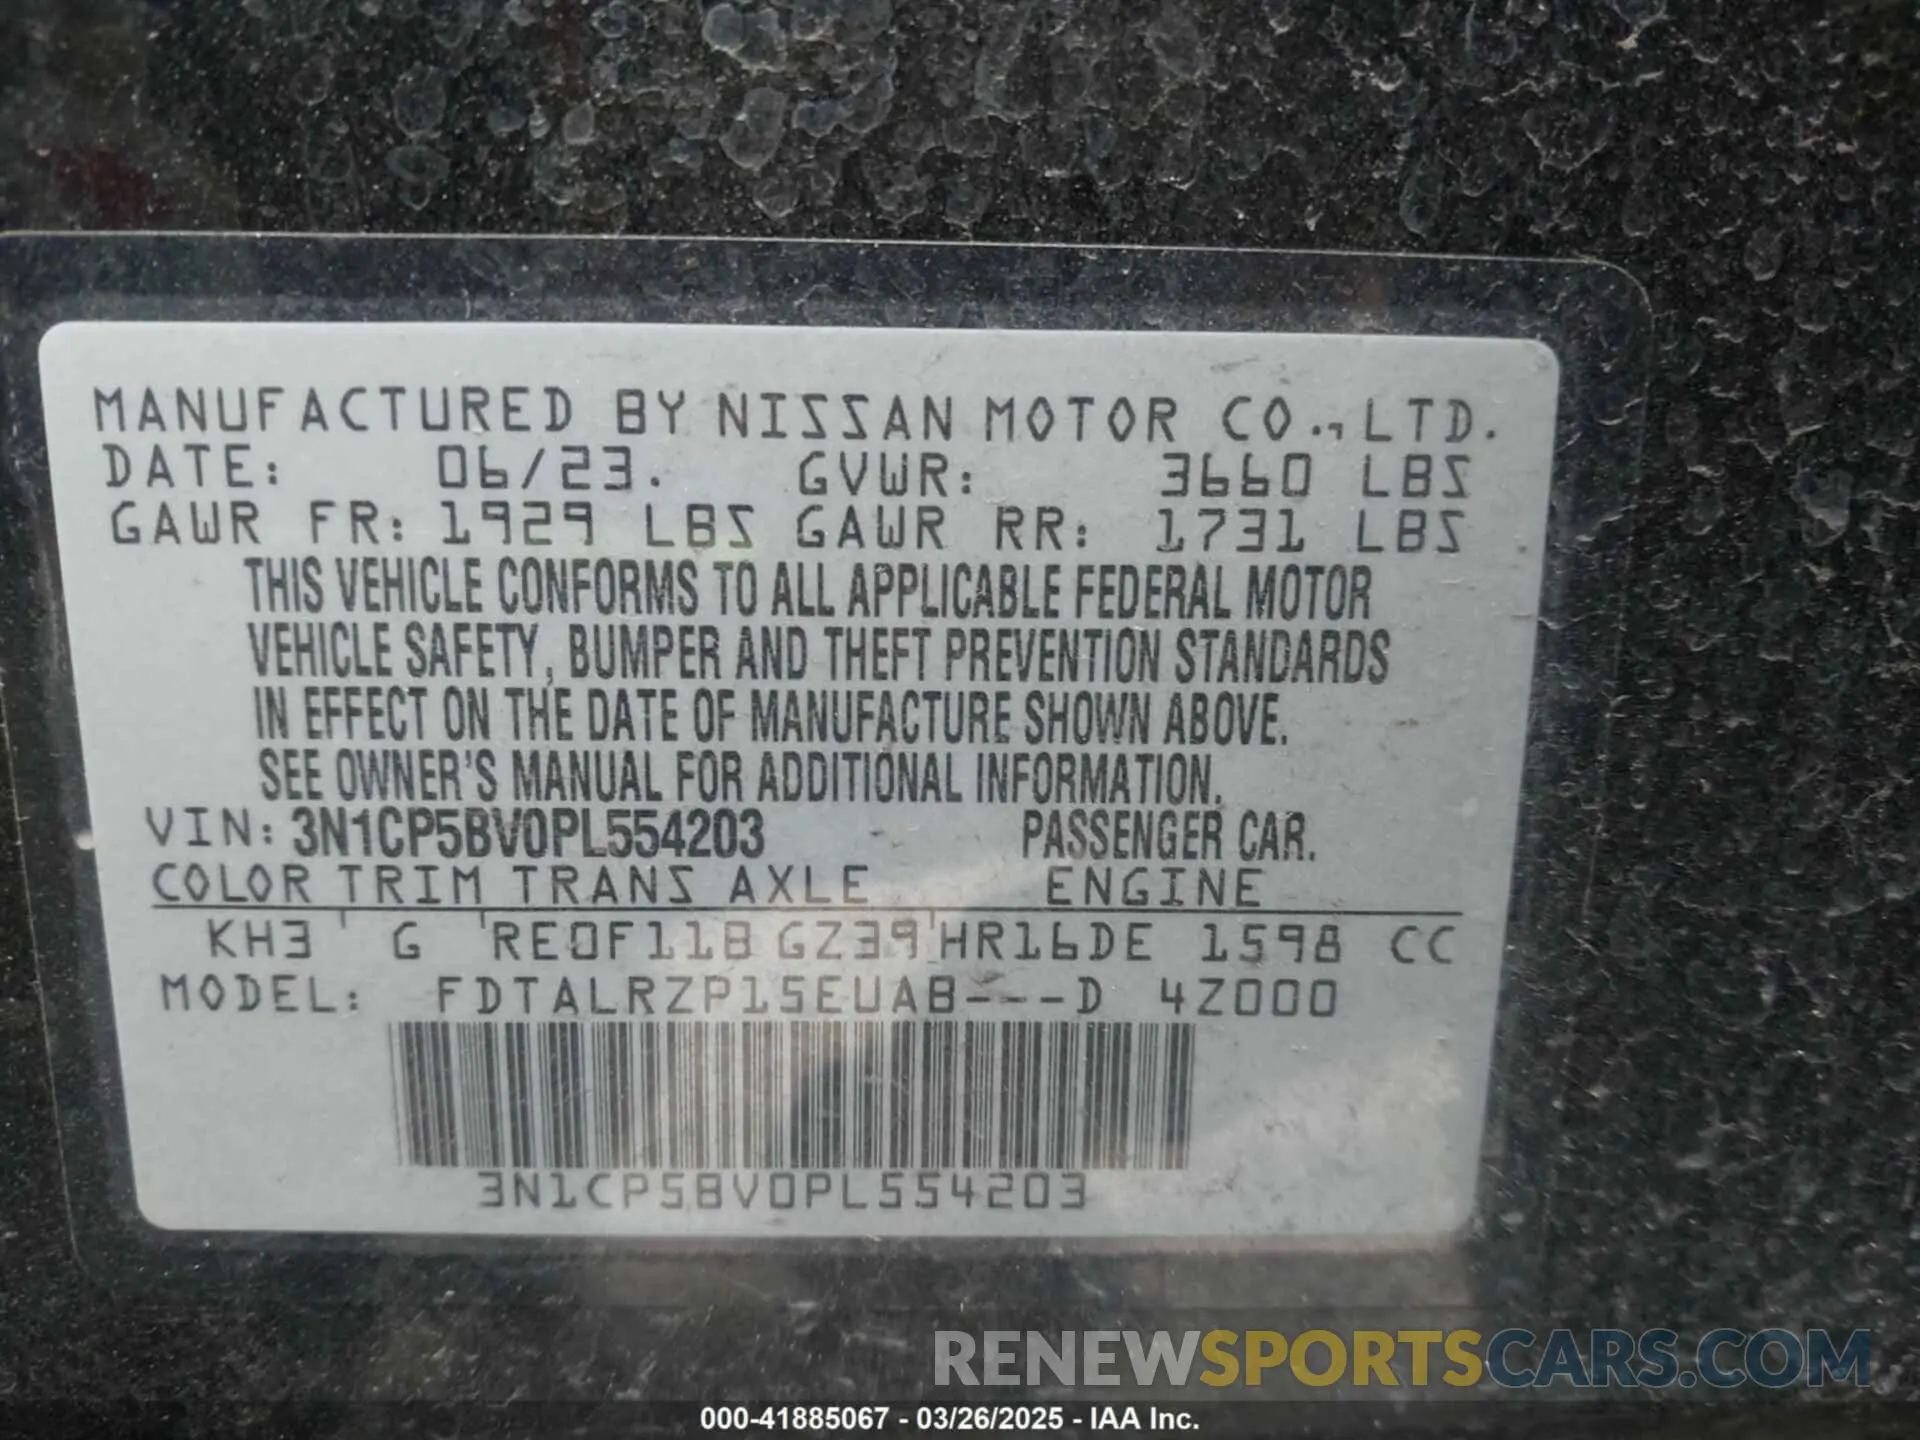 MANUFACTURED BY NISSAN MOTOR CO., LTD.
DATE: 06/23. GVWR: 3660 LBS
GAWR FR: 1929 LBS GAWR RR: 1731 LBS
THIS VEHICLE CONFORMS TO ALL APPLICABLE FEDERAL MOTOR
VEHICLE SAFETY, BUMPER AND THEFT PREVENTION STANDARDS
IN EFFECT ON THE DATE OF MANUFACTURE SHOWN ABOVE.
SEE OWNER'S MANUAL FOR ADDITIONAL INFORMATION.
VIN: 3N1CP5BV0PL554203 PASSENGER CAR.
COLOR TRIM TRANS AXLE ENGINE
KH3 G RE0F11B GZ39 HR16DE 1598 CC
MODEL: FDTALRZP15EUAB---D 4Z000
3N1CP5BV0PL554203
RENEWSPORTSCARS.COM
000-41885067 - 03/26/2025 - IAA Inc.